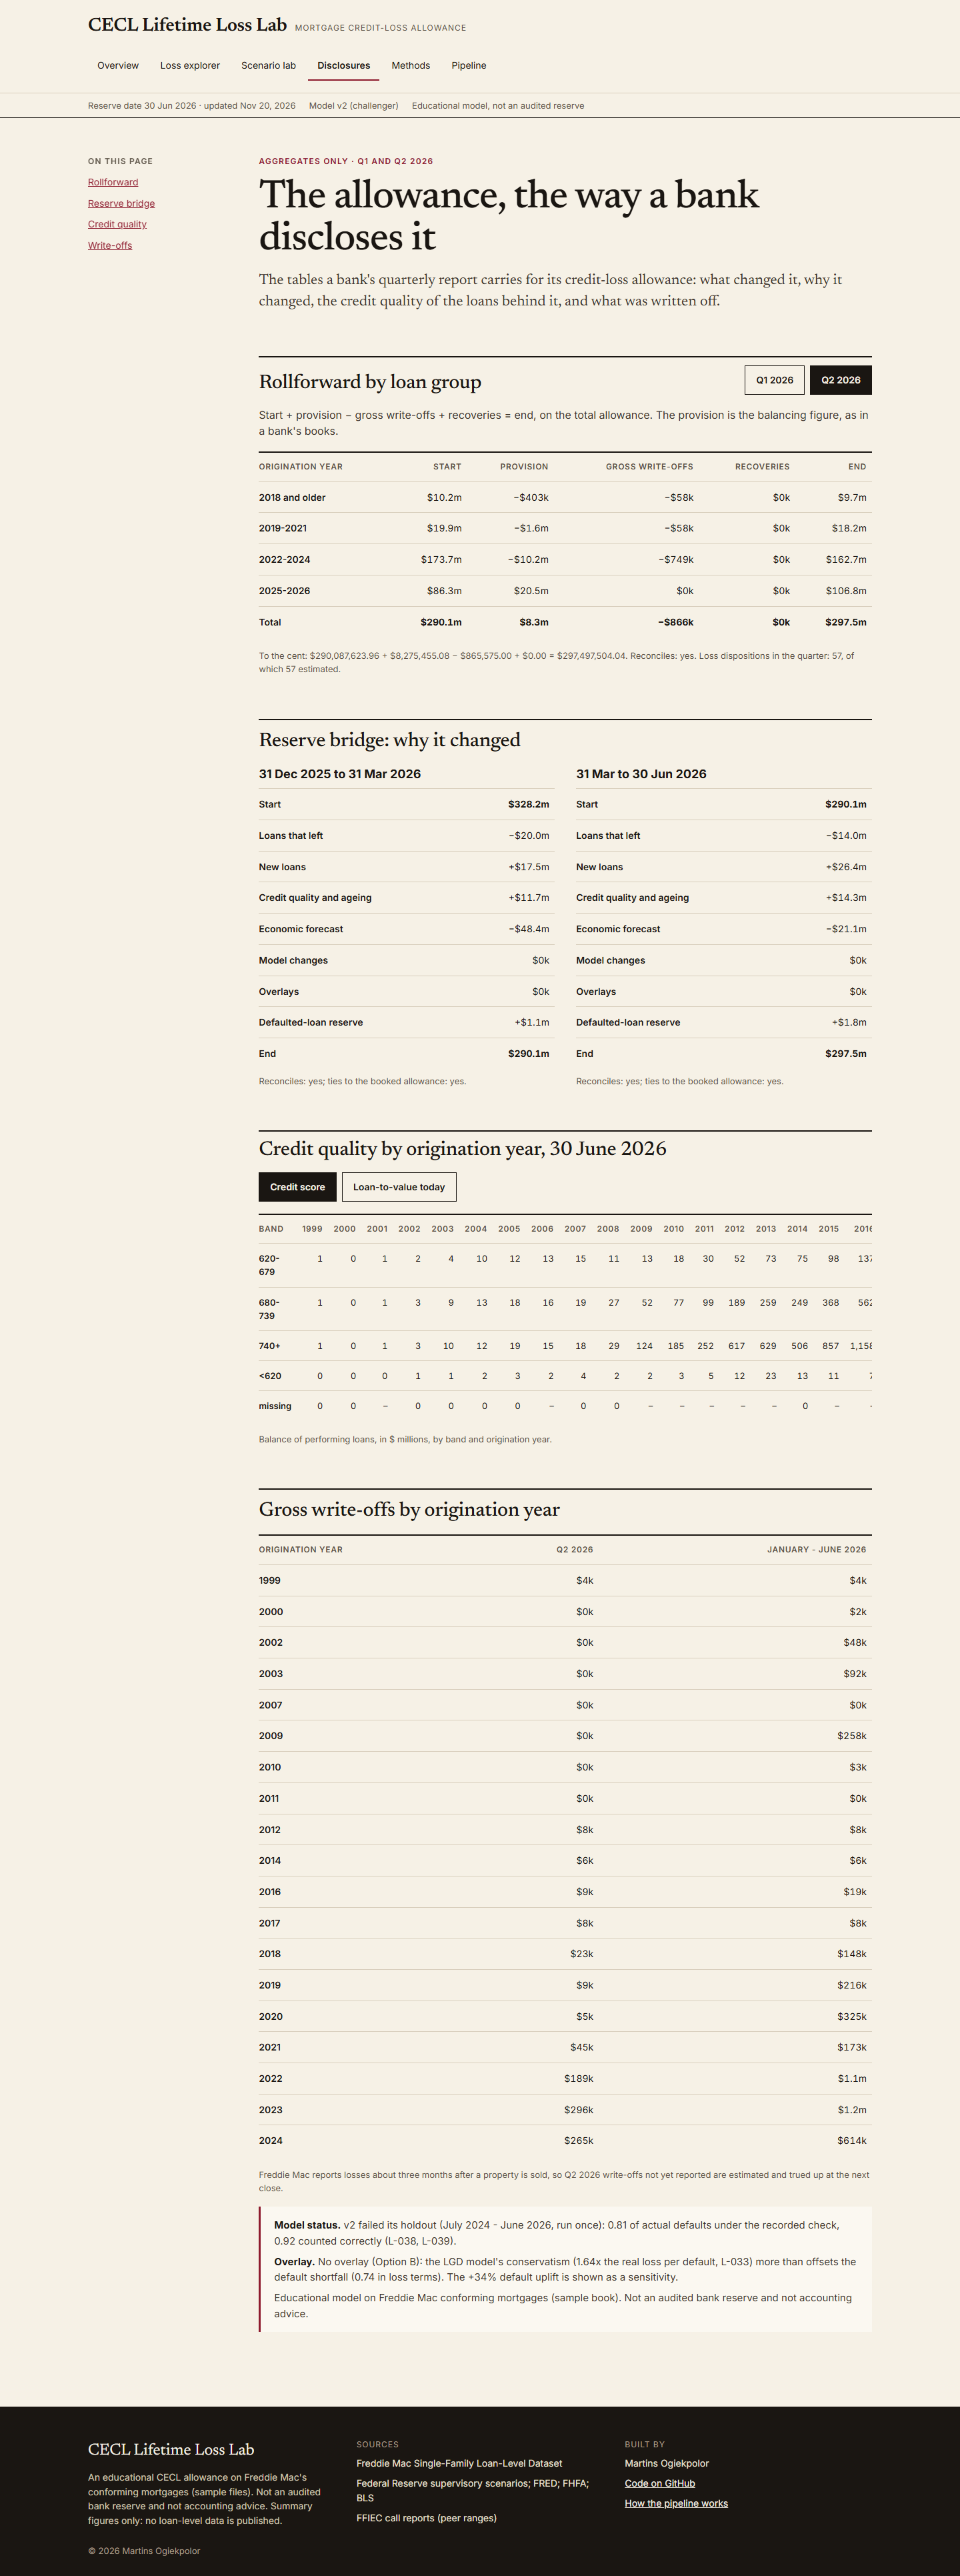 CECL Lifetime Loss Lab MORTGAGE CREDIT-LOSS ALLOWANCE
Overview Loss explorer Scenario lab Disclosures Methods Pipeline
Reserve date 30 Jun 2026 · updated Nov 20, 2026 Model v2 (challenger) Educational model, not an audited reserve
ON THIS PAGE
Rollforward
Reserve bridge
Credit quality
Write-offs
AGGREGATES ONLY · Q1 AND Q2 2026
The allowance, the way a bank
discloses it
The tables a bank's quarterly report carries for its credit-loss allowance: what changed it, why it
changed, the credit quality of the loans behind it, and what was written off.
Rollforward by loan group Q1 2026 Q2 2026
Start + provision − gross write-offs + recoveries = end, on the total allowance. The provision is the balancing figure, as in
a bank's books.
ORIGINATION YEAR START PROVISION GROSS WRITE-OFFS RECOVERIES END
2018 and older $10.2m −$403k −$58k $0k $9.7m
2019-2021 $19.9m −$1.6m −$58k $0k $18.2m
2022-2024 $173.7m −$10.2m −$749k $0k $162.7m
2025-2026 $86.3m $20.5m $0k $0k $106.8m
Total $290.1m $8.3m −$866k $0k $297.5m
To the cent: $290,087,623.96 + $8,275,455.08 − $865,575.00 + $0.00 = $297,497,504.04. Reconciles: yes. Loss dispositions in the quarter: 57, of
which 57 estimated.
Reserve bridge: why it changed
31 Dec 2025 to 31 Mar 2026
Start $328.2m
Loans that left −$20.0m
New loans +$17.5m
Credit quality and ageing +$11.7m
Economic forecast −$48.4m
Model changes $0k
Overlays $0k
Defaulted-loan reserve +$1.1m
End $290.1m
Reconciles: yes; ties to the booked allowance: yes.
31 Mar to 30 Jun 2026
Start $290.1m
Loans that left −$14.0m
New loans +$26.4m
Credit quality and ageing +$14.3m
Economic forecast −$21.1m
Model changes $0k
Overlays $0k
Defaulted-loan reserve +$1.8m
End $297.5m
Reconciles: yes; ties to the booked allowance: yes.
Credit quality by origination year, 30 June 2026
Credit score Loan-to-value today
BAND 1999 2000 2001 2002 2003 2004 2005 2006 2007 2008 2009 2010 2011 2012 2013 2014 2015 2016
620-
679 1 0 1 2 4 10 12 13 15 11 13 18 30 52 73 75 98 137
680-
739 1 0 1 3 9 13 18 16 19 27 52 77 99 189 259 249 368 562
740+ 1 0 1 3 10 12 19 15 18 29 124 185 252 617 629 506 857 1,158
<620 0 0 0 1 1 2 3 2 4 2 2 3 5 12 23 13 11
missing 0 0 – 0 0 0 0 – 0 0 – – – – – 0 –
Balance of performing loans, in $ millions, by band and origination year.
Gross write-offs by origination year
ORIGINATION YEAR Q2 2026 JANUARY - JUNE 2026
1999 $4k $4k
2000 $0k $2k
2002 $0k $48k
2003 $0k $92k
2007 $0k $0k
2009 $0k $258k
2010 $0k $3k
2011 $0k $0k
2012 $8k $8k
2014 $6k $6k
2016 $9k $19k
2017 $8k $8k
2018 $23k $148k
2019 $9k $216k
2020 $5k $325k
2021 $45k $173k
2022 $189k $1.1m
2023 $296k $1.2m
2024 $265k $614k
Freddie Mac reports losses about three months after a property is sold, so Q2 2026 write-offs not yet reported are estimated and trued up at the next
close.
Model status. v2 failed its holdout (July 2024 - June 2026, run once): 0.81 of actual defaults under the recorded check,
0.92 counted correctly (L-038, L-039).
Overlay. No overlay (Option B): the LGD model's conservatism (1.64x the real loss per default, L-033) more than offsets the
default shortfall (0.74 in loss terms). The +34% default uplift is shown as a sensitivity.
Educational model on Freddie Mac conforming mortgages (sample book). Not an audited bank reserve and not accounting
advice.
CECL Lifetime Loss Lab
An educational CECL allowance on Freddie Mac's
conforming mortgages (sample files). Not an audited
bank reserve and not accounting advice. Summary
figures only: no loan-level data is published.
© 2026 Martins Ogiekpolor
SOURCES
Freddie Mac Single-Family Loan-Level Dataset
Federal Reserve supervisory scenarios; FRED; FHFA;
BLS
FFIEC call reports (peer ranges)
BUILT BY
Martins Ogiekpolor
Code on GitHub
How the pipeline works